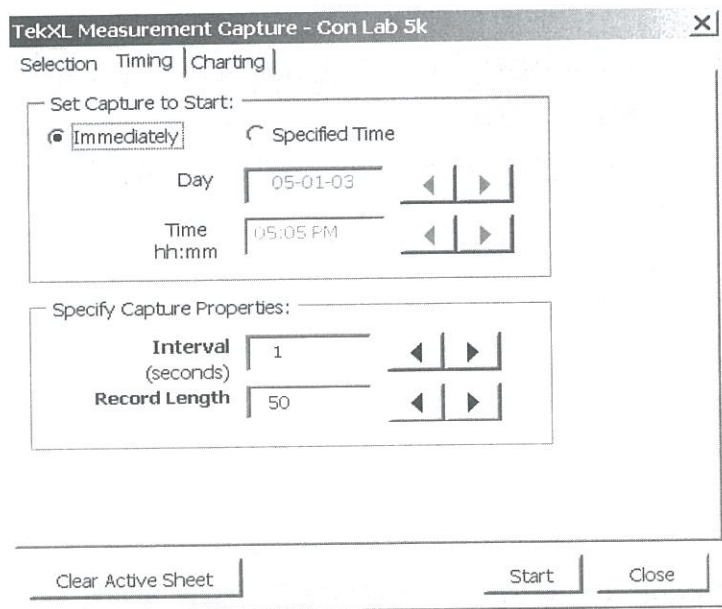 TekXL Measurement Capture - Con Lab 5k
Selection Timing Charting
Set Capture to Start:
Immediately Specified Time
Day 05-01-03
Time 05:05 PM
hh:mm
Specify Capture Properties:
Interval 1
(seconds)
Record Length 50
Clear Active Sheet Start Close